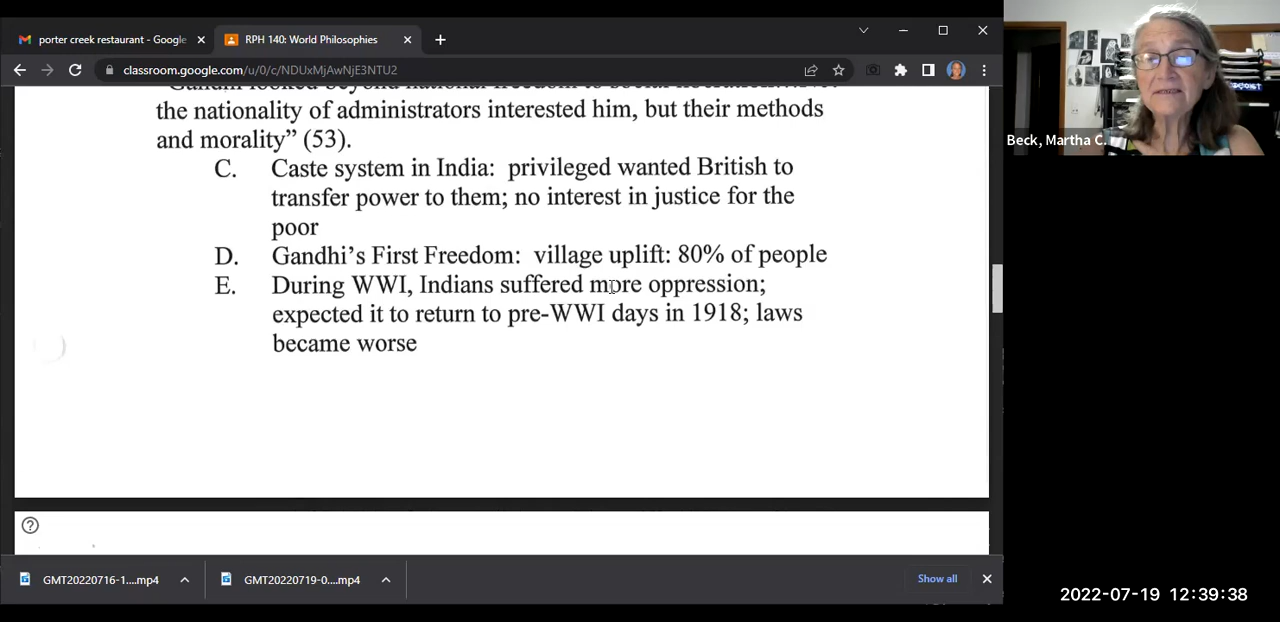 porter creek restaurant - Google
RPH 140: World Philosophies
classroom.google.com/u/0/c/NDUxMjAwNjE3NTU2
the nationality of administrators interested him, but their methods
and morality” (53).
C. Caste system in India: privileged wanted British to
transfer power to them; no interest in justice for the
poor
D. Gandhi’s First Freedom: village uplift: 80% of people
E. During WWI, Indians suffered more oppression;
expected it to return to pre-WWI days in 1918; laws
became worse
Beck, Martha C.
GMT20220716-1....mp4
GMT20220719-0....mp4
Show all
2022-07-19 12:39:38